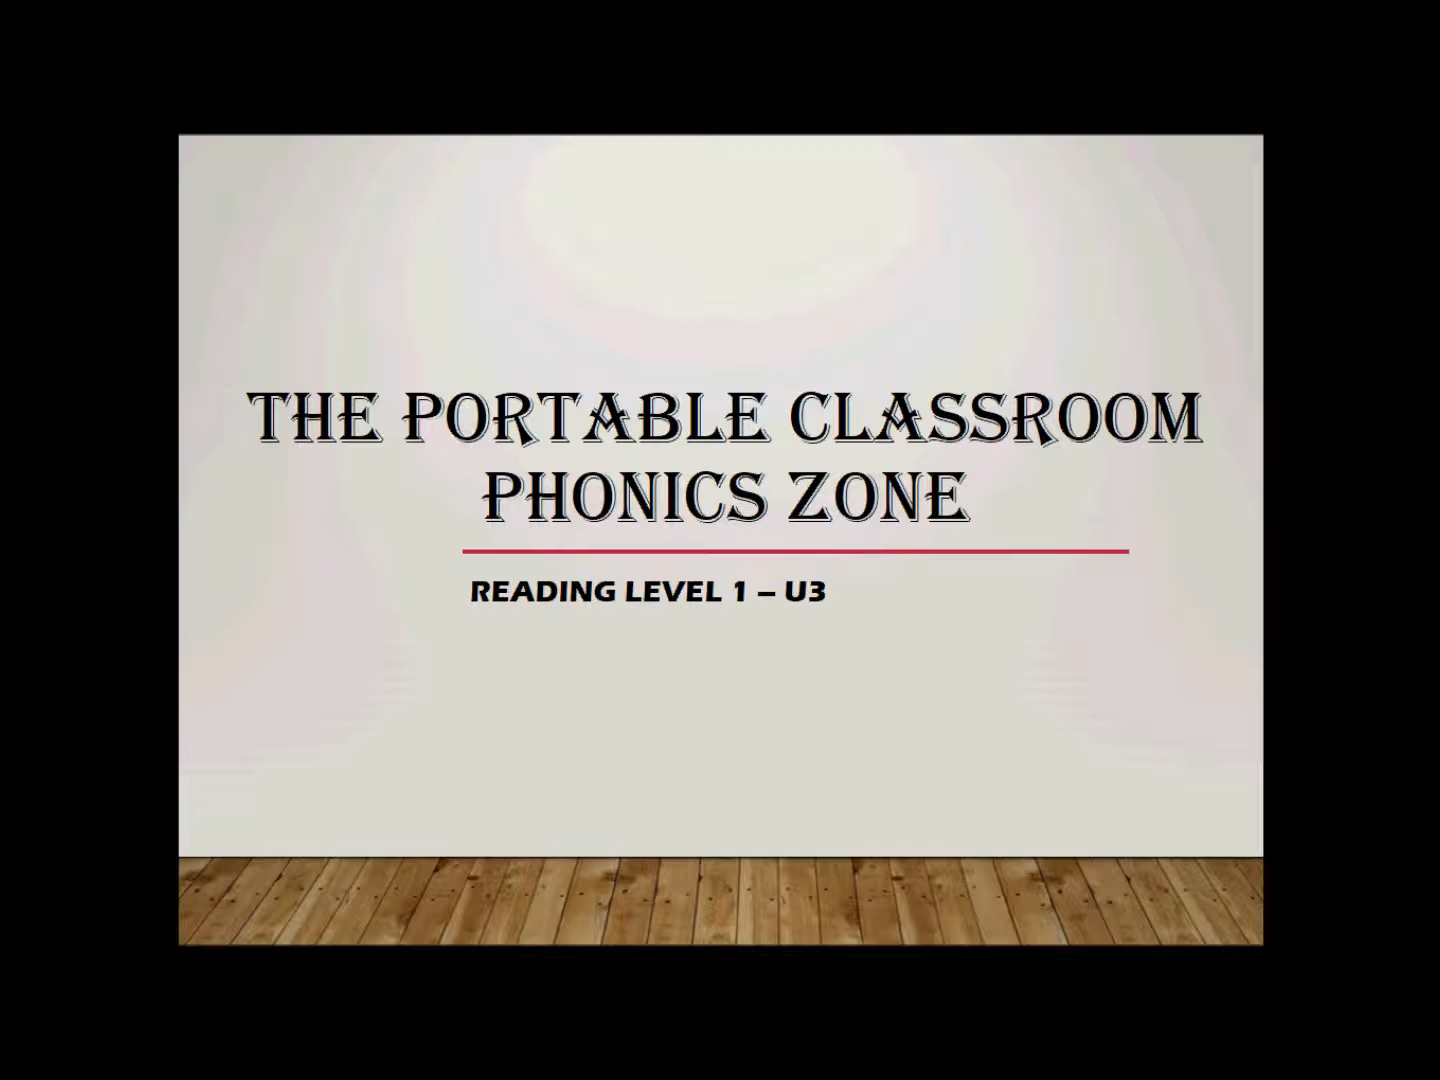 THE PORTABLE CLASSROOM
PHONICS ZONE
READING LEVEL 1 – U3